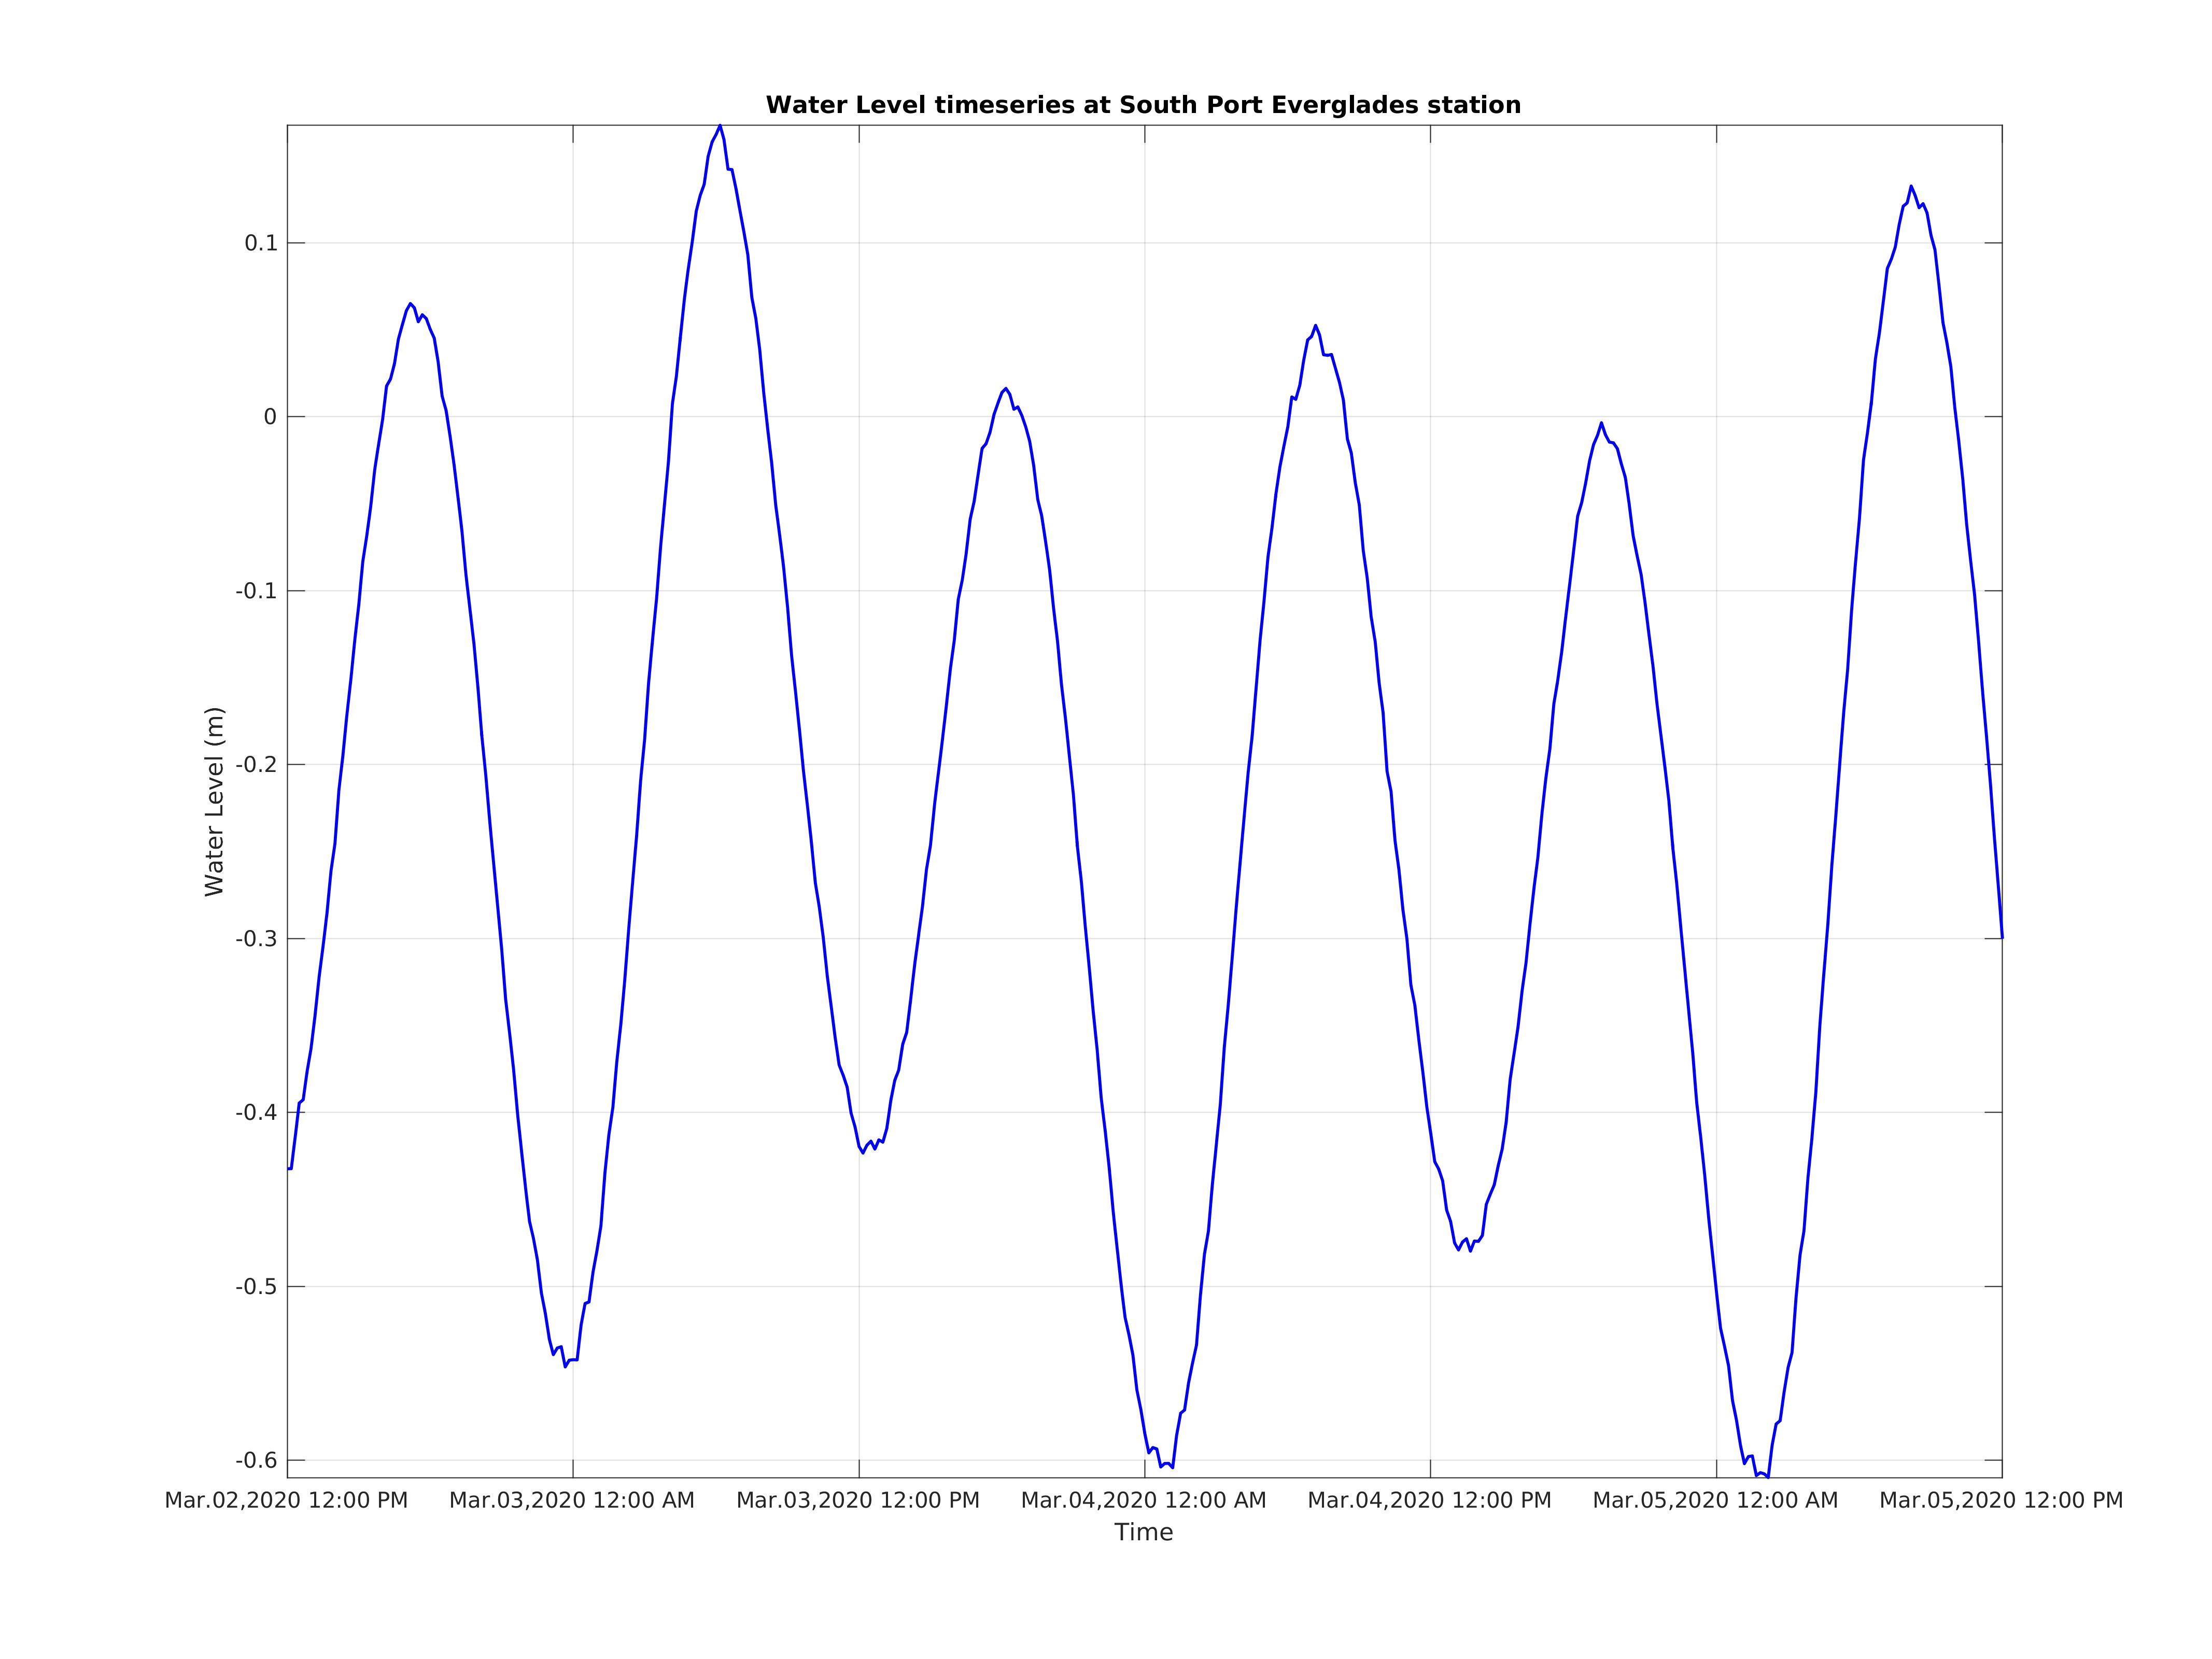 Water Level timeseries at South Port Everglades station
0.1
0
-0.1
-0.2
-0.3
-0.4
-0.5
-0.6
Water Level (m)
Mar.02,2020 12:00 PM Mar.03,2020 12:00 AM Mar.03,2020 12:00 PM Mar.04,2020 12:00 AM Mar.04,2020 12:00 PM Mar.05,2020 12:00 AM Mar.05,2020 12:00 PM
Time